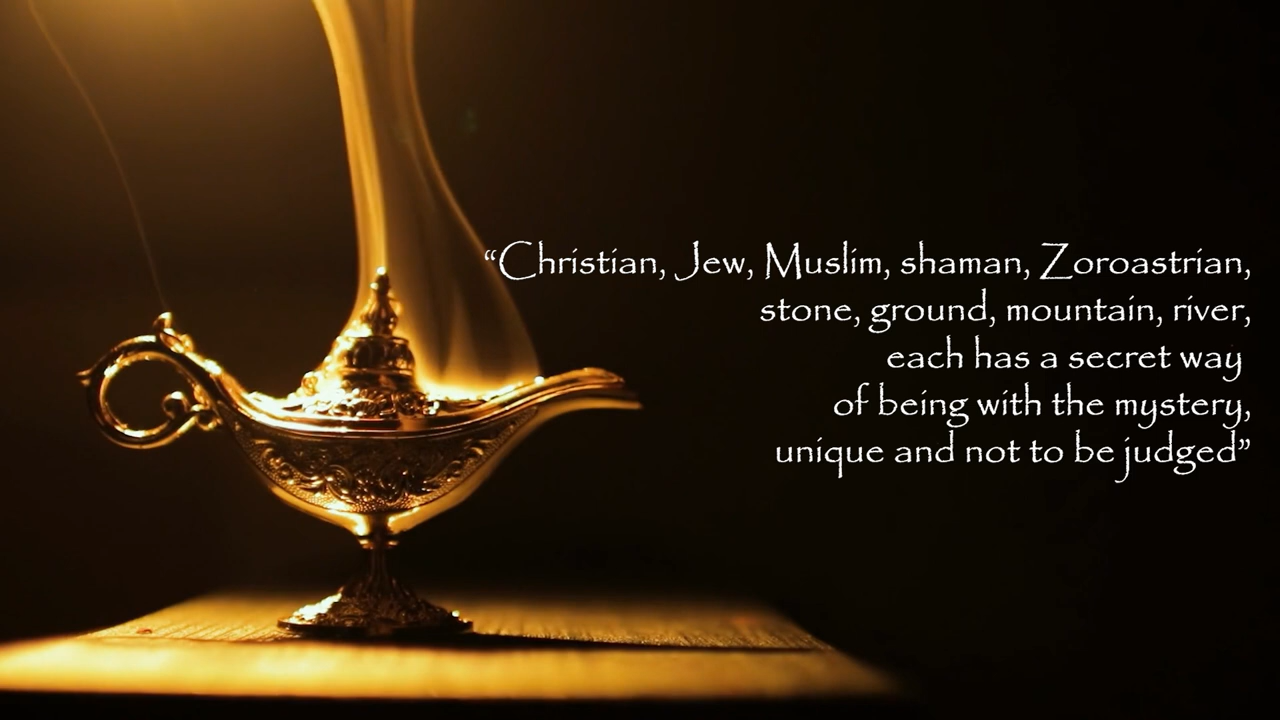 “Christian, Jew, Muslim, shaman, Zoroastrian,
stone, ground, mountain, river,
each has a secret way
of being with the mystery,
unique and not to be judged”